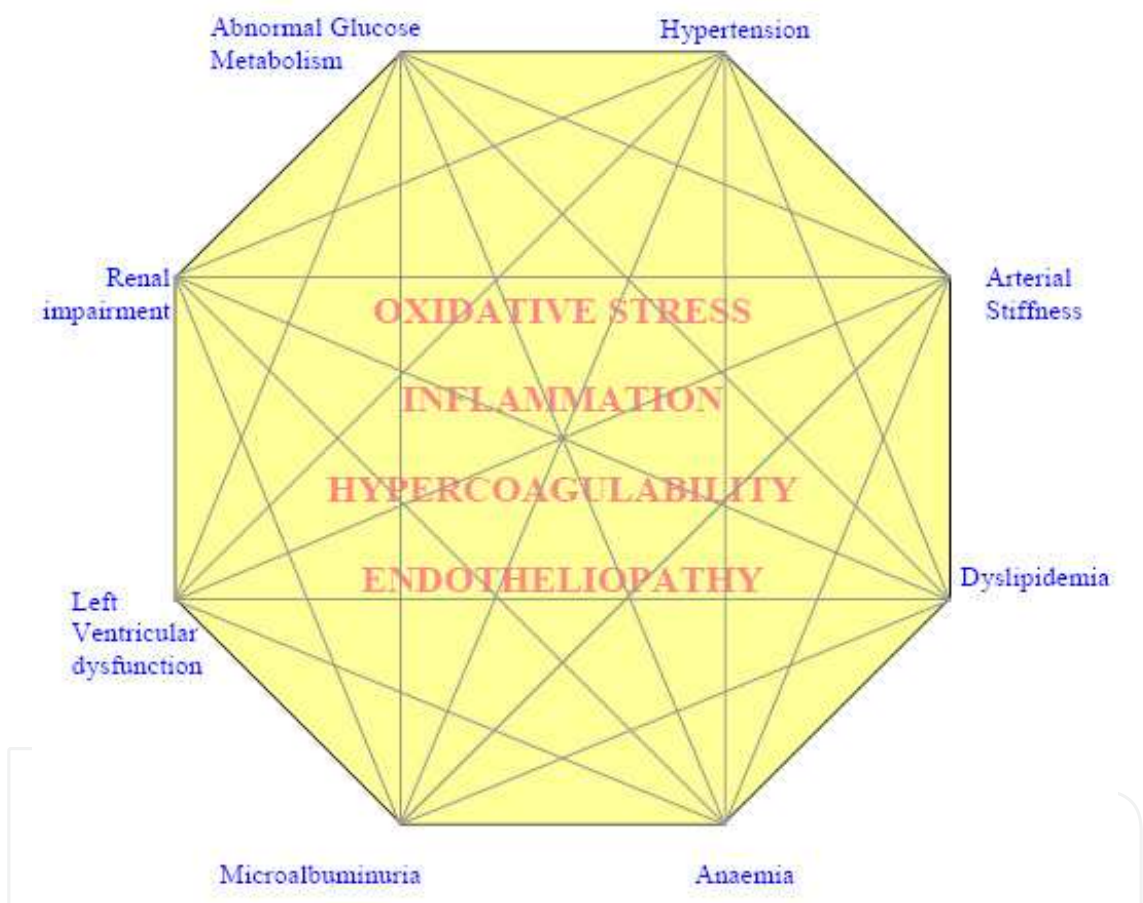 Abnormal Glucose
Metabolism
Hypertension
Renal
impairment
Arterial
Stiffness
OXIDATIVE STRESS
INFLAMMATION
HYPERCOAGULABILITY
ENDOTHELIOPATHY
Dyslipidemia
Left
Ventricular
dysfunction
Microalbuminuria
Anaemia